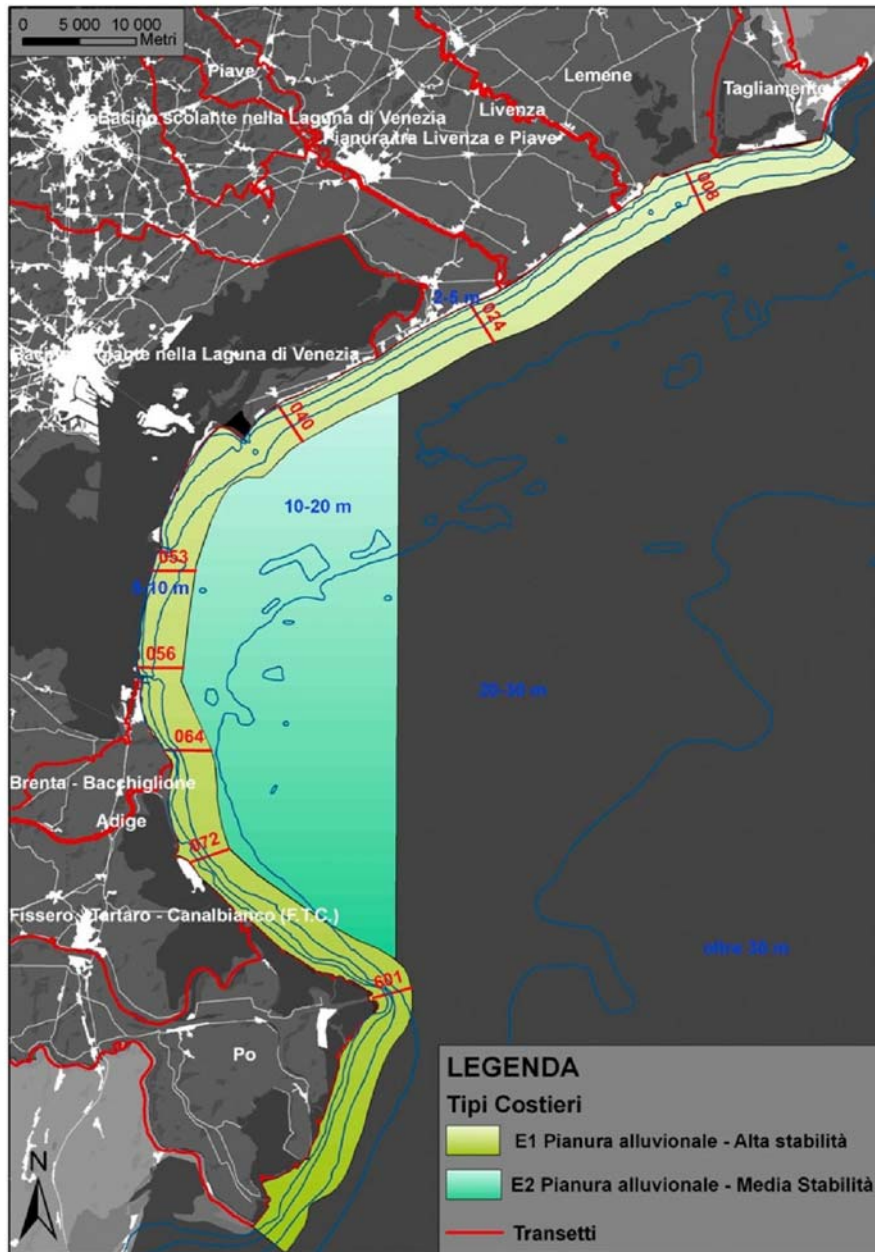 0 5 000 10 000
Metri
Piave
Lemene
Tagliamento
Livenza
Bacino scolante nella Laguna di Venezia
Pianura tra Livenza e Piave
008
2-5 m
024
Bacino scolante nella Laguna di Venezia
040
10-20 m
053
5-10 m
056
20-30 m
064
Brenta - Bacchiglione
Adige
072
Fissero - Tartaro - Canalbianco (F.T.C.)
oltre 30 m
601
Po
LEGENDA
Tipi Costieri
E1 Pianura alluvionale - Alta stabilità
E2 Pianura alluvionale - Media Stabilità
Transetti
N